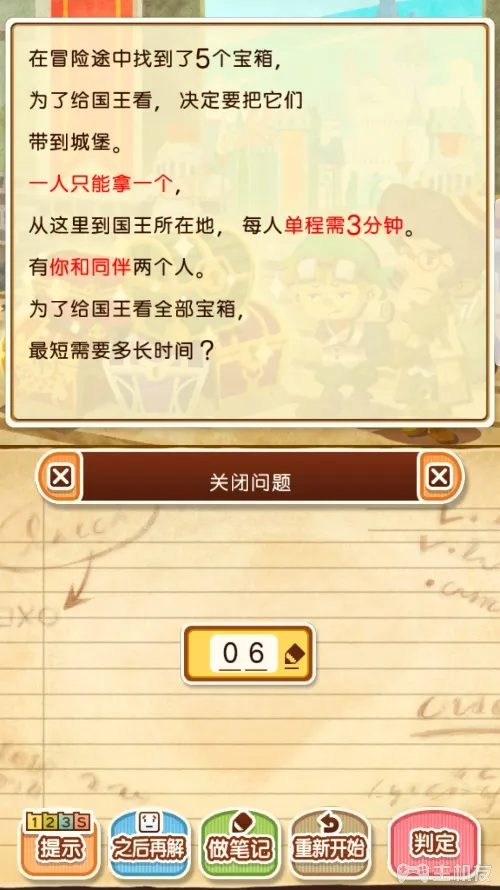 在冒险途中找到了5个宝箱，
为了给国王看， 决定要把它们
带到城堡。
一人只能拿一个，
从这里到国王所在地， 每人单程需3分钟。
有你和同伴两个人。
为了给国王看全部宝箱，
最短需要多长时间？
关闭问题
06
123S
提示
之后再解
做笔记
重新开始
判定
手机友